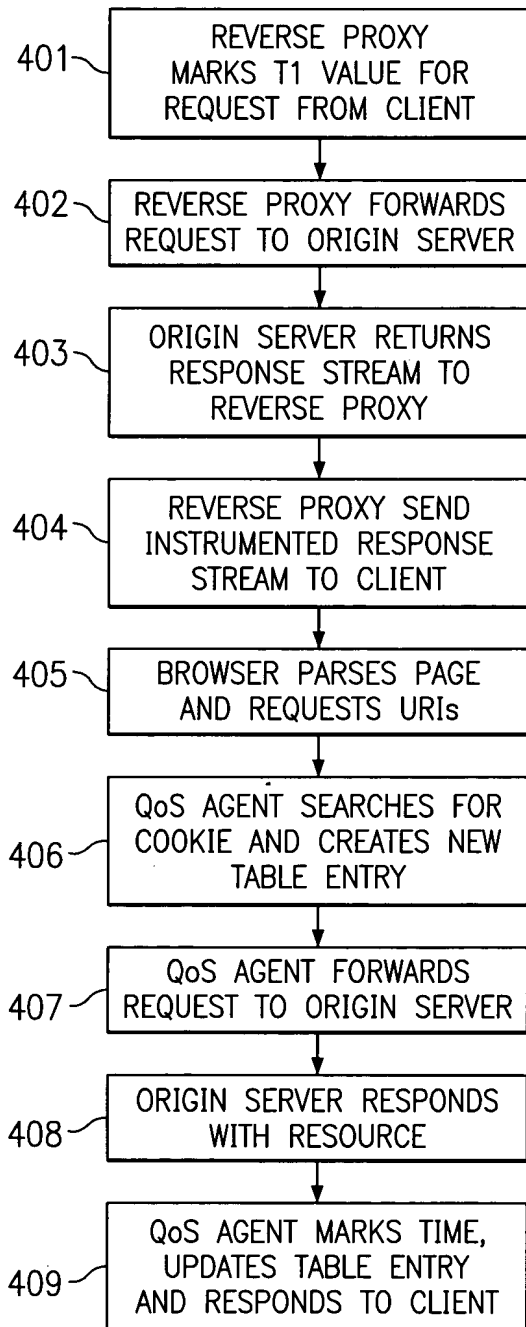 401
REVERSE PROXY
MARKS T1 VALUE FOR
REQUEST FROM CLIENT
402
REVERSE PROXY FORWARDS
REQUEST TO ORIGIN SERVER
403
ORIGIN SERVER RETURNS
RESPONSE STREAM TO
REVERSE PROXY
404
REVERSE PROXY SEND
INSTRUMENTED RESPONSE
STREAM TO CLIENT
405
BROWSER PARSES PAGE
AND REQUESTS URIs
406
QoS AGENT SEARCHES FOR
COOKIE AND CREATES NEW
TABLE ENTRY
407
QoS AGENT FORWARDS
REQUEST TO ORIGIN SERVER
408
ORIGIN SERVER RESPONDS
WITH RESOURCE
409
QoS AGENT MARKS TIME,
UPDATES TABLE ENTRY
AND RESPONDS TO CLIENT